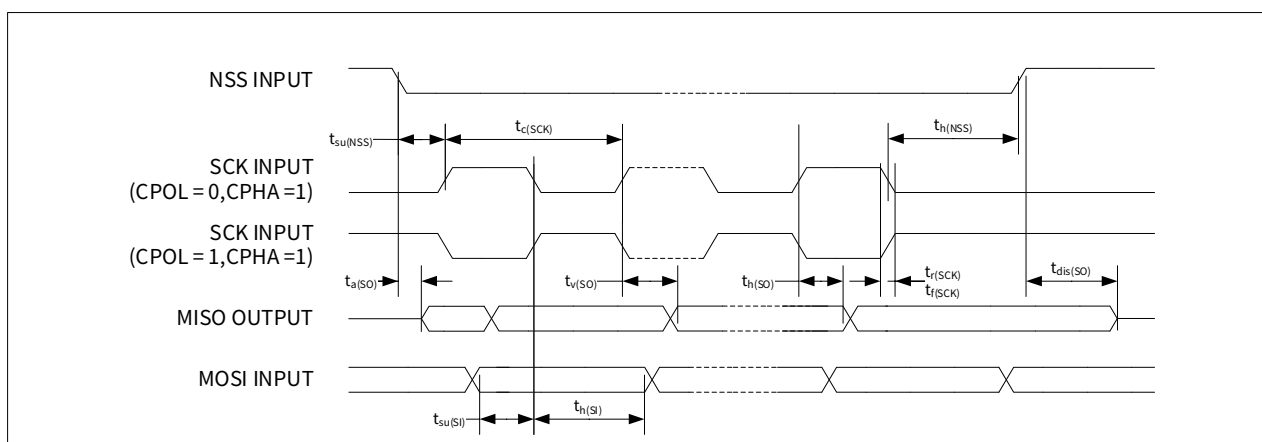 NSS INPUT
tsu(NSS)
tc(SCK)
th(NSS)
SCK INPUT
(CPOL = 0,CPHA =1)
SCK INPUT
(CPOL = 1,CPHA =1)
ta(SO)
tv(SO)
th(SO)
tr(SCK)
tf(SCK)
tdis(SO)
MISO OUTPUT
MOSI INPUT
tsu(SI)
th(SI)